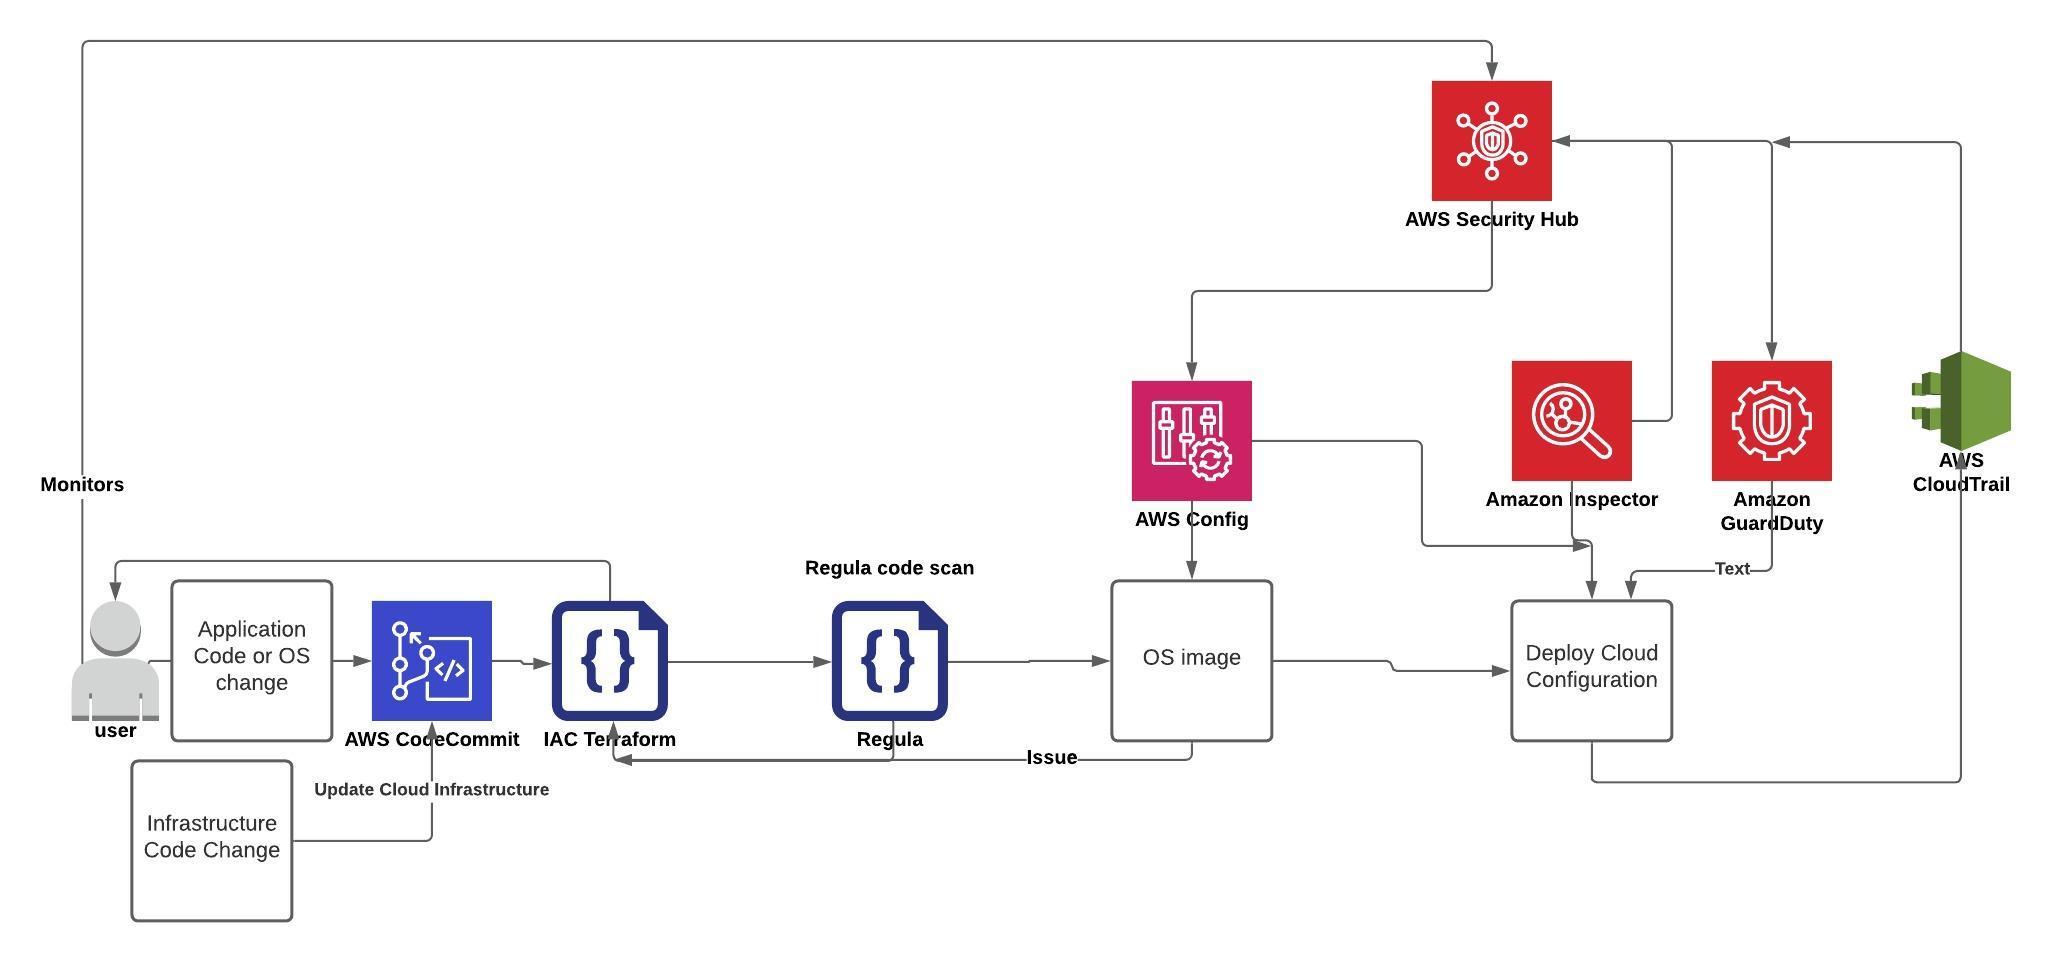 AWS Security Hub
Monitors
AWS Config
Amazon Inspector
Amazon
GuardDuty
AWS
CloudTrail
Text
Regula code scan
Application
Code or OS
change
user
AWS CodeCommit
IAC Terraform
Regula
OS image
Issue
Deploy Cloud
Configuration
Update Cloud Infrastructure
Infrastructure
Code Change